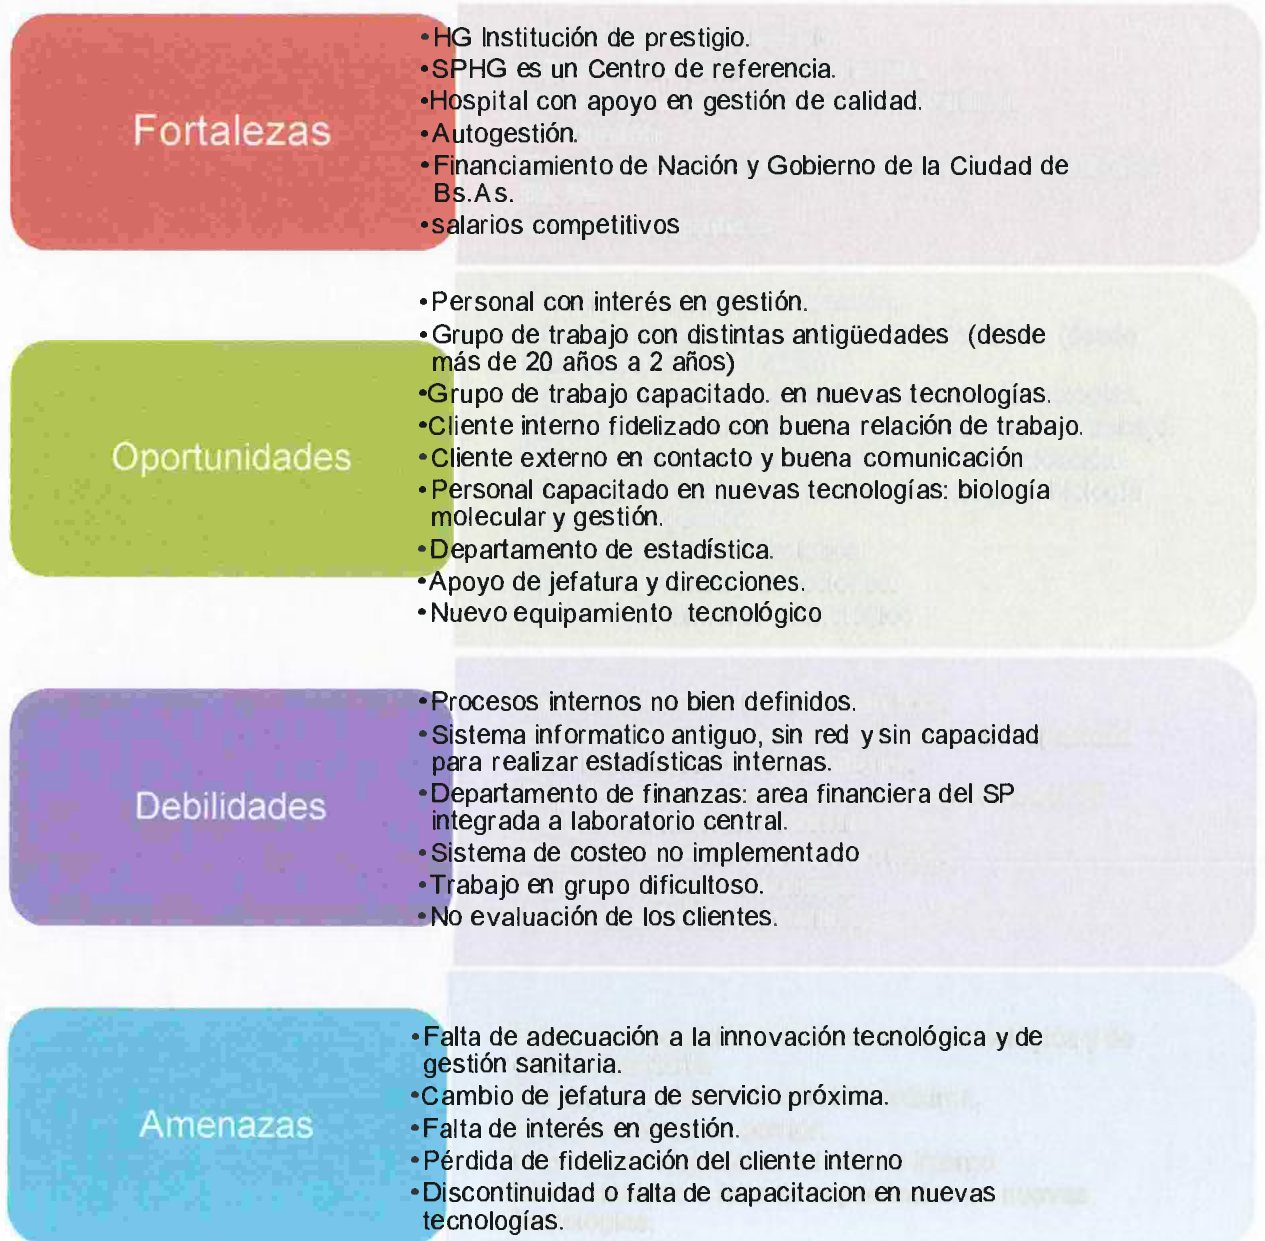 Fortalezas
•HG Institución de prestigio.
•SPHG es un Centro de referencia.
•Hospital con apoyo en gestión de calidad.
•Autogestión.
•Financiamiento de Nación y Gobierno de la Ciudad de
Bs.As.
•salarios competitivos
Oportunidades
•Personal con interés en gestión.
•Grupo de trabajo con distintas antigüedades (desde
más de 20 años a 2 años)
•Grupo de trabajo capacitado. en nuevas tecnologías.
•Cliente interno fidelizado con buena relación de trabajo.
•Cliente externo en contacto y buena comunicación
•Personal capacitado en nuevas tecnologías: biología
molecular y gestión.
•Departamento de estadística.
•Apoyo de jefatura y direcciones.
•Nuevo equipamiento tecnológico
Debilidades
•Procesos internos no bien definidos.
•Sistema informatico antiguo, sin red y sin capacidad
para realizar estadísticas internas.
•Departamento de finanzas: area financiera del SP
integrada a laboratorio central.
•Sistema de costeo no implementado
•Trabajo en grupo dificultoso.
•No evaluación de los clientes.
Amenazas
•Falta de adecuación a la innovación tecnológica y de
gestión sanitaria.
•Cambio de jefatura de servicio próxima.
•Falta de interés en gestión.
•Pérdida de fidelización del cliente interno
•Discontinuidad o falta de capacitacion en nuevas
tecnologías.